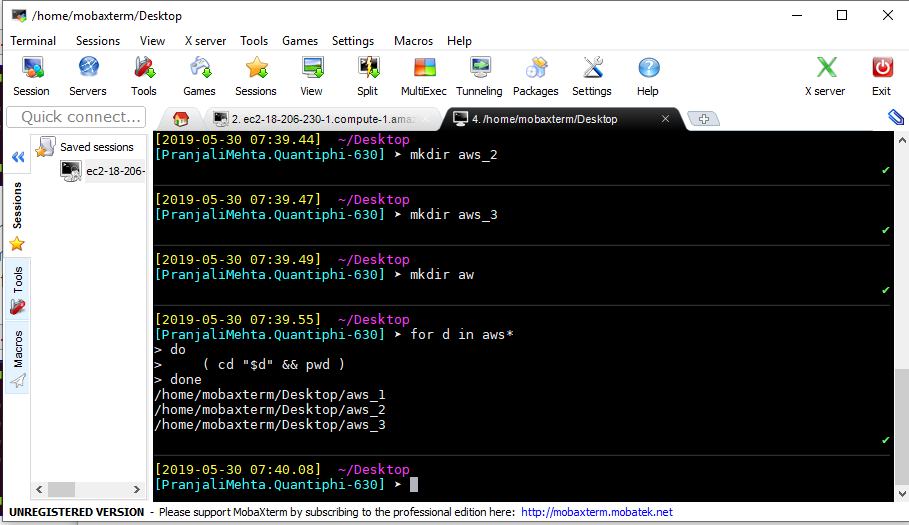 /home/mobaxterm/Desktop
Terminal Sessions View X server Tools Games Settings Macros Help
Session Servers Tools Games Sessions View Split MultiExec Tunneling Packages Settings Help X server Exit
Quick connect...
2. ec2-18-206-230-1.compute-1.ama
4. /home/mobaxterm/Desktop
Saved sessions
ec2-18-206-
Sessions
Tools
Macros
[2019-05-30 07:39.44] ~/Desktop
[PranjaliMehta.Quantiphi-630] ➤ mkdir aws_2
[2019-05-30 07:39.47] ~/Desktop
[PranjaliMehta.Quantiphi-630] ➤ mkdir aws_3
[2019-05-30 07:39.49] ~/Desktop
[PranjaliMehta.Quantiphi-630] ➤ mkdir aw
[2019-05-30 07:39.55] ~/Desktop
[PranjaliMehta.Quantiphi-630] ➤ for d in aws*
> do
>     ( cd "$d" && pwd )
> done
/home/mobaxterm/Desktop/aws_1
/home/mobaxterm/Desktop/aws_2
/home/mobaxterm/Desktop/aws_3
[2019-05-30 07:40.08] ~/Desktop
[PranjaliMehta.Quantiphi-630] ➤
UNREGISTERED VERSION - Please support MobaXterm by subscribing to the professional edition here: http://mobaxterm.mobatek.net